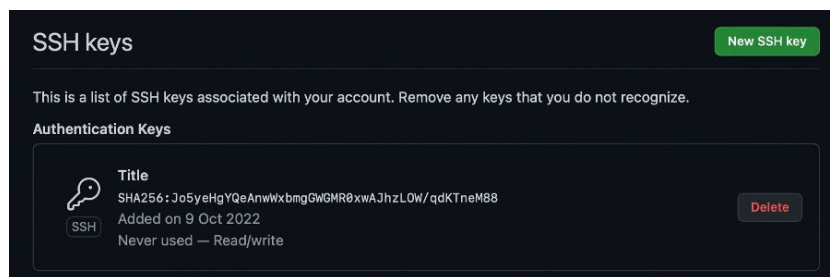 SSH keys
New SSH key
This is a list of SSH keys associated with your account. Remove any keys that you do not recognize.
Authentication Keys
Title
SHA256:Jo5yeHgYQeAnwWxbmgGWGMR0xwAJhzLOW/qdKTneM88
Added on 9 Oct 2022
Never used — Read/write
SSH
Delete